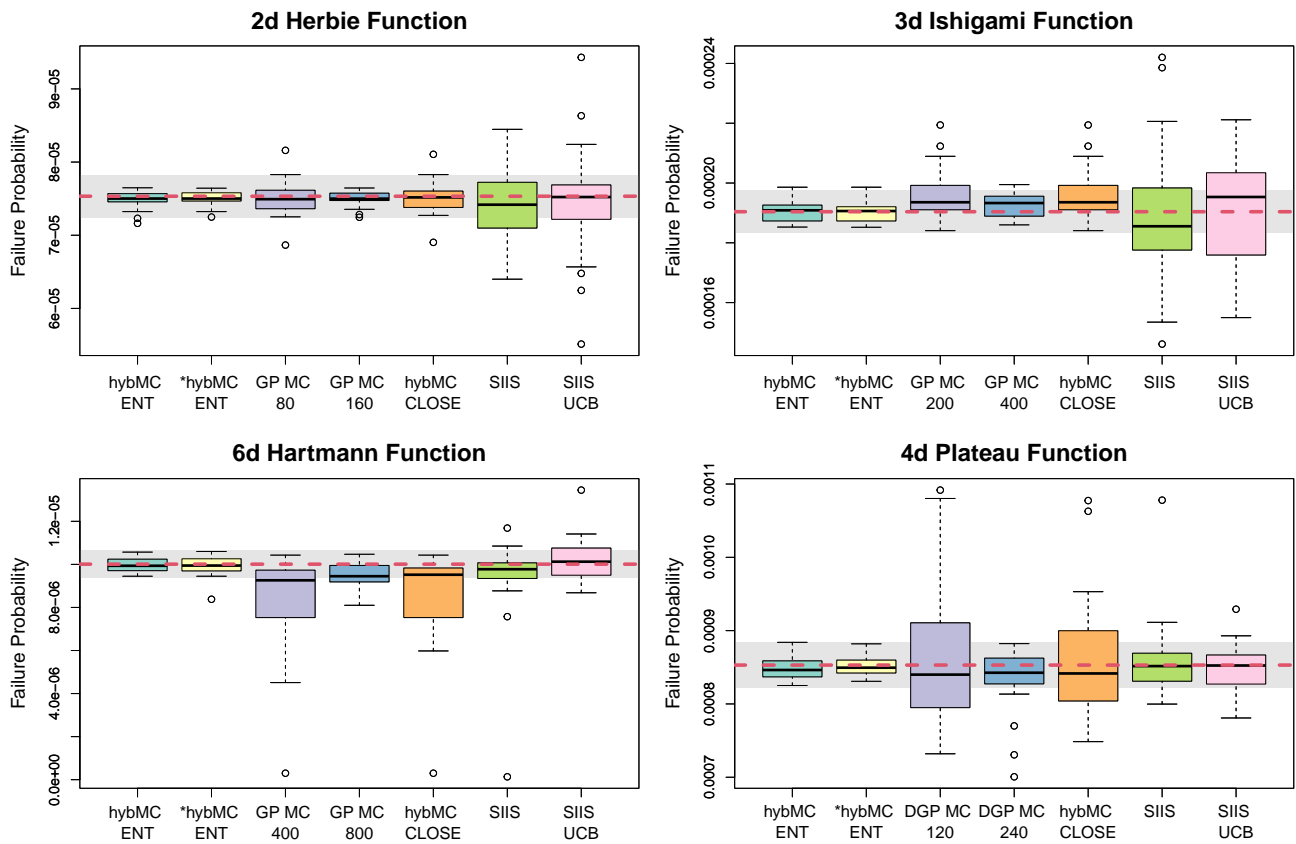 2d Herbie Function
Failure Probability
9e−05
8e−05
7e−05
6e−05
hybMC *hybMC GP MC GP MC hybMC SIIS SIIS
ENT ENT 80 160 CLOSE UCB
3d Ishigami Function
Failure Probability
0.00024
0.00020
0.00016
hybMC *hybMC GP MC GP MC hybMC SIIS SIIS
ENT ENT 200 400 CLOSE UCB
6d Hartmann Function
Failure Probability
1.2e−05
8.0e−06
4.0e−06
0.0e+00
hybMC *hybMC GP MC GP MC hybMC SIIS SIIS
ENT ENT 400 800 CLOSE UCB
4d Plateau Function
Failure Probability
0.0011
0.0010
0.0009
0.0008
0.0007
hybMC *hybMC DGP MC DGP MC hybMC SIIS SIIS
ENT ENT 120 240 CLOSE UCB